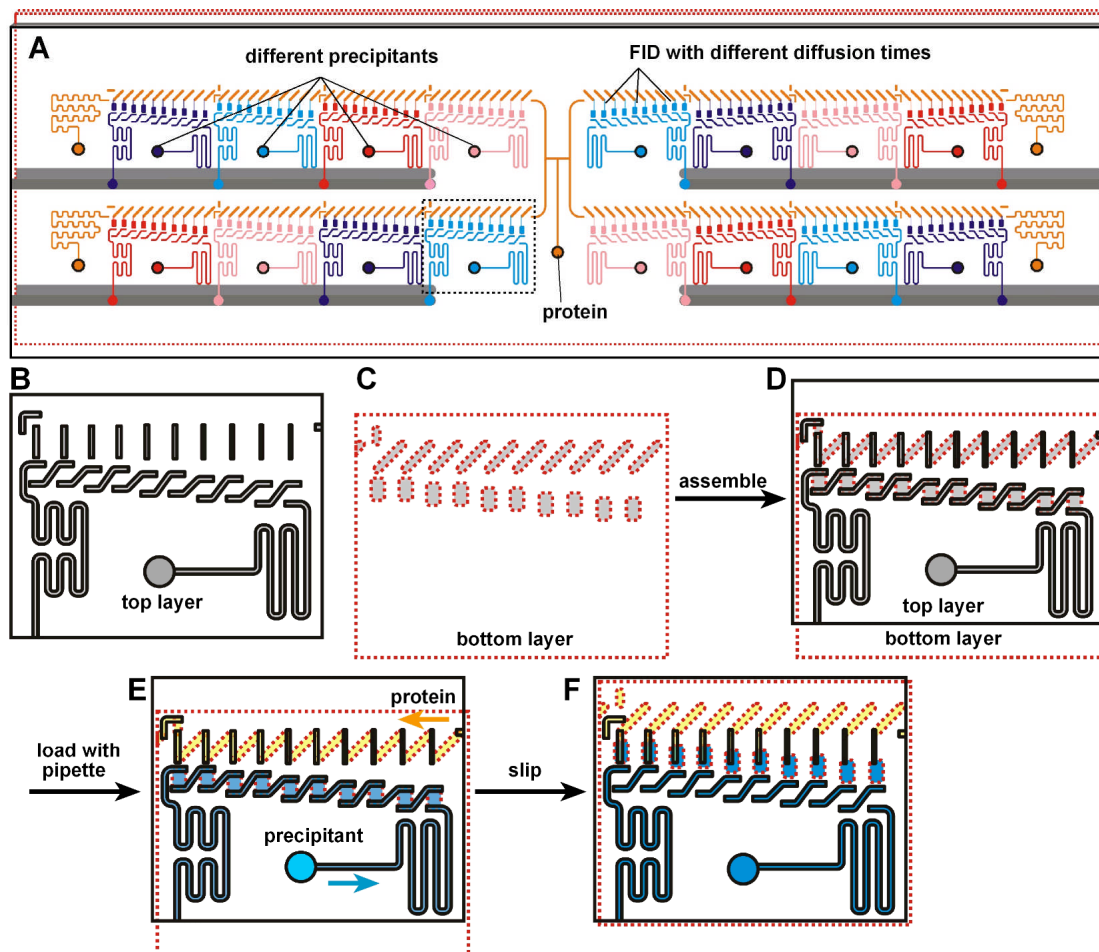 A
different precipitants
FID with different diffusion times
protein
B
top layer
C
bottom layer
assemble
D
top layer
bottom layer
load with
pipette
E
protein
precipitant
slip
F